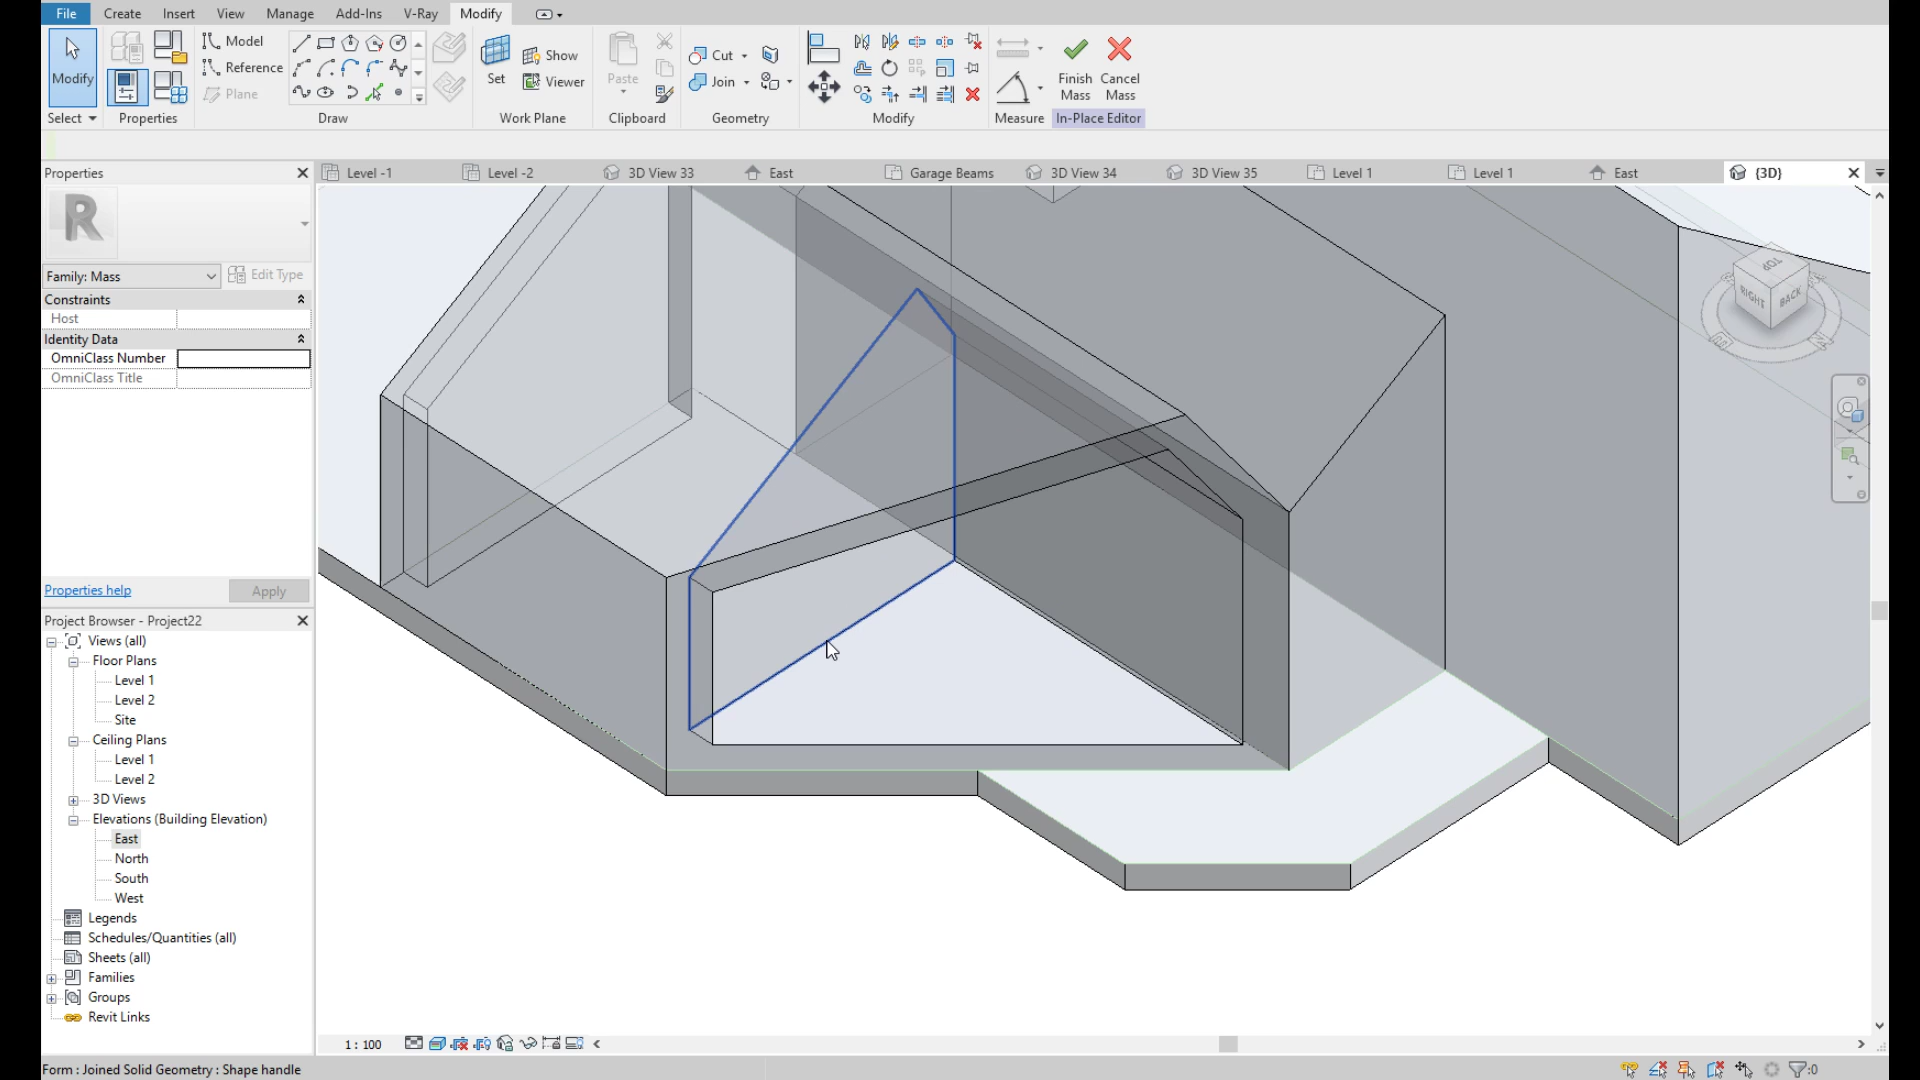 File Create Insert View Manage Add-Ins V-Ray Modify
Modify
Select
Properties
Model
Reference
Plane
Draw
Set
Show
Viewer
Work Plane
Paste
Clipboard
Cut
Join
Geometry
Modify
Measure
Finish Mass
Cancel Mass
In-Place Editor
Properties
Level -1 Level -2 3D View 33 East Garage Beams 3D View 34 3D View 35 Level 1 Level 1 East {3D}
R
Family: Mass
Edit Type
Constraints
Host
Identity Data
OmniClass Number
OmniClass Title
Properties help
Apply
Project Browser - Project22
Views (all)
Floor Plans
Level 1
Level 2
Site
Ceiling Plans
Level 1
Level 2
3D Views
Elevations (Building Elevation)
East
North
South
West
Legends
Schedules/Quantities (all)
Sheets (all)
Families
Groups
Revit Links
TOP
RIGHT
BACK
1 : 100
Form : Joined Solid Geometry : Shape handle
:0